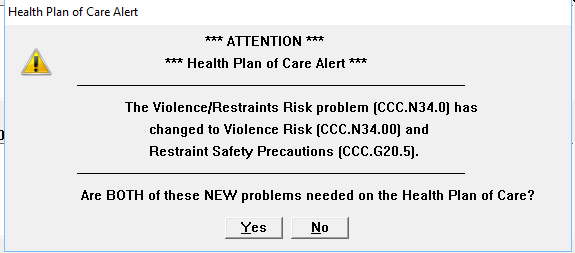 Health Plan of Care Alert
*** ATTENTION ***
*** Health Plan of Care Alert ***
The Violence/Restraints Risk problem (CCC.N34.0) has
changed to Violence Risk (CCC.N34.00) and
Restraint Safety Precautions (CCC.G20.5).
Are BOTH of these NEW problems needed on the Health Plan of Care?
Yes
No